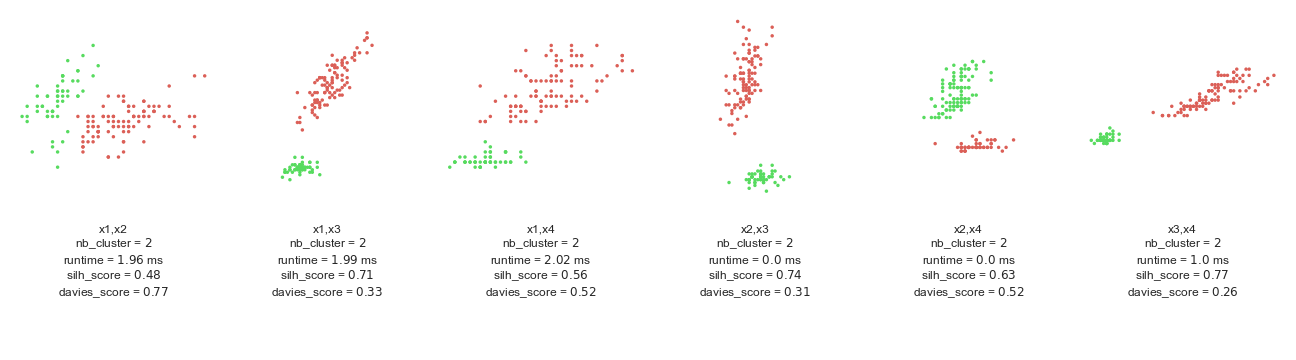 x1,x2
nb_cluster = 2
runtime = 1.96 ms
silh_score = 0.48
davies_score = 0.77
x1,x3
nb_cluster = 2
runtime = 1.99 ms
silh_score = 0.71
davies_score = 0.33
x1,x4
nb_cluster = 2
runtime = 2.02 ms
silh_score = 0.56
davies_score = 0.52
x2,x3
nb_cluster = 2
runtime = 0.0 ms
silh_score = 0.74
davies_score = 0.31
x2,x4
nb_cluster = 2
runtime = 0.0 ms
silh_score = 0.63
davies_score = 0.52
x3,x4
nb_cluster = 2
runtime = 1.0 ms
silh_score = 0.77
davies_score = 0.26